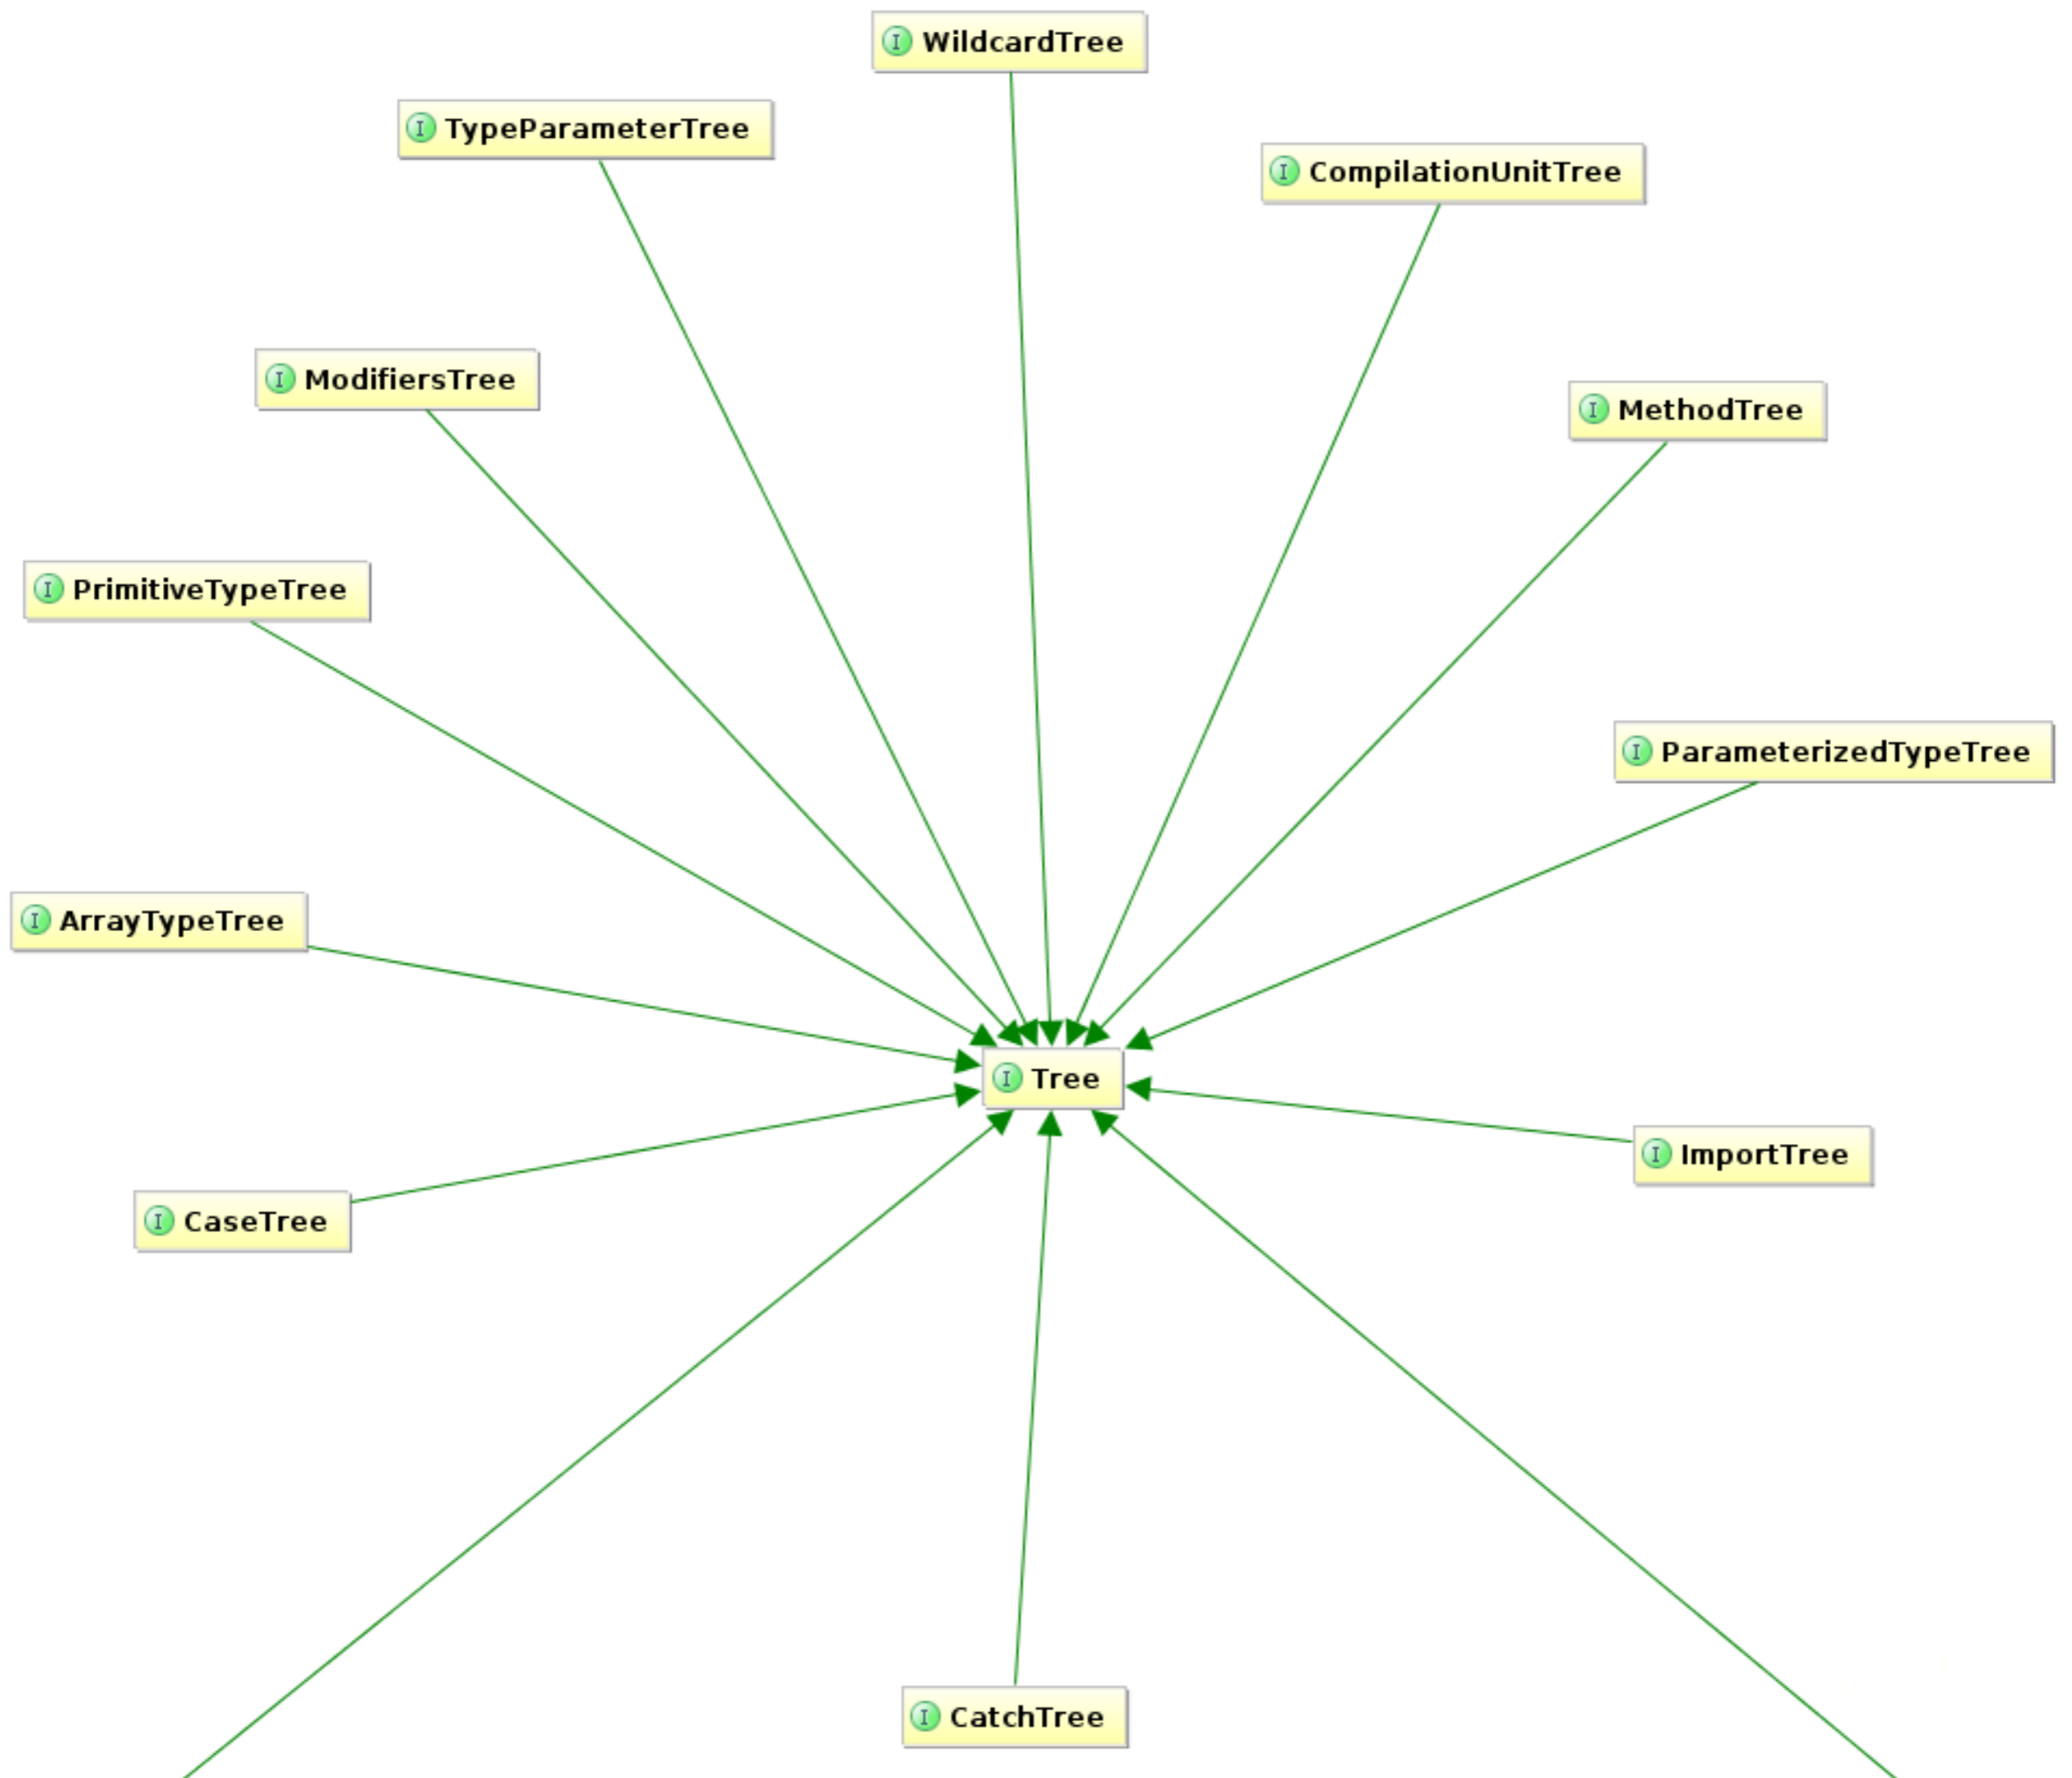 I WildcardTree
I TypeParameterTree
I CompilationUnitTree
I ModifiersTree
I MethodTree
I PrimitiveTypeTree
I ParameterizedTypeTree
I ArrayTypeTree
I Tree
I ImportTree
I CaseTree
I CatchTree